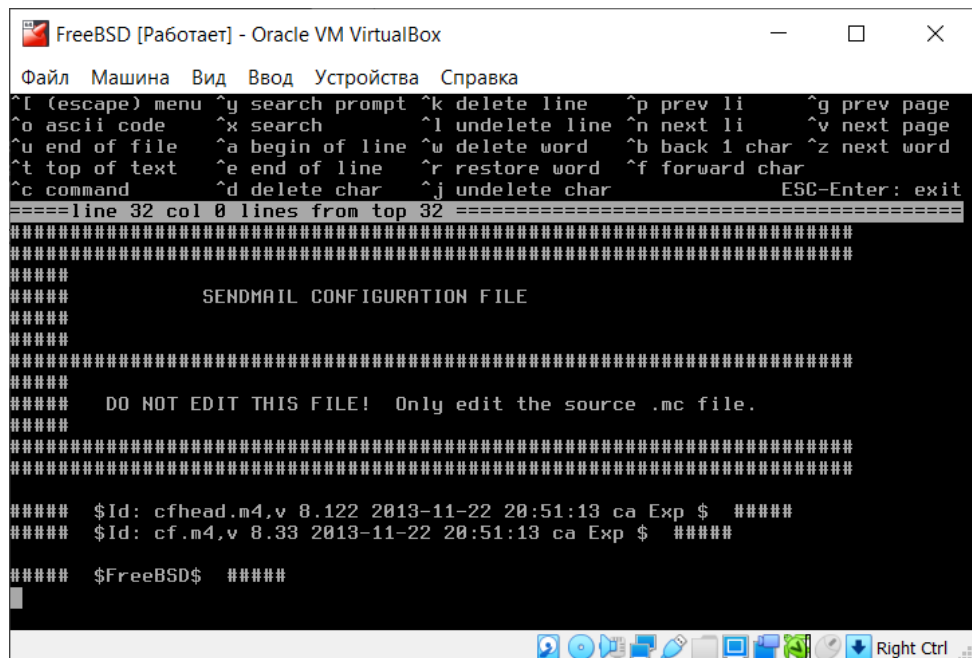 FreeBSD [Работает] - Oracle VM VirtualBox
Файл Машина Вид Ввод Устройства Справка
^[ (escape) menu ^y search prompt ^k delete line ^p prev li ^g prev page
^o ascii code ^x search ^l undelete line ^n next li ^v next page
^u end of file ^a begin of line ^w delete word ^b back 1 char ^z next word
^t top of text ^e end of line ^r restore word ^f forward char
^c command ^d delete char ^j undelete char ESC-Enter: exit
=====line 32 col 0 lines from top 32 ==========================================
######################################################################
######################################################################
#####
##### SENDMAIL CONFIGURATION FILE
#####
#####
######################################################################
#####
##### DO NOT EDIT THIS FILE! Only edit the source .mc file.
#####
######################################################################
######################################################################
##### $Id: cfhead.m4,v 8.122 2013-11-22 20:51:13 ca Exp $ #####
##### $Id: cf.m4,v 8.33 2013-11-22 20:51:13 ca Exp $ #####
##### $FreeBSD$ #####
Right Ctrl